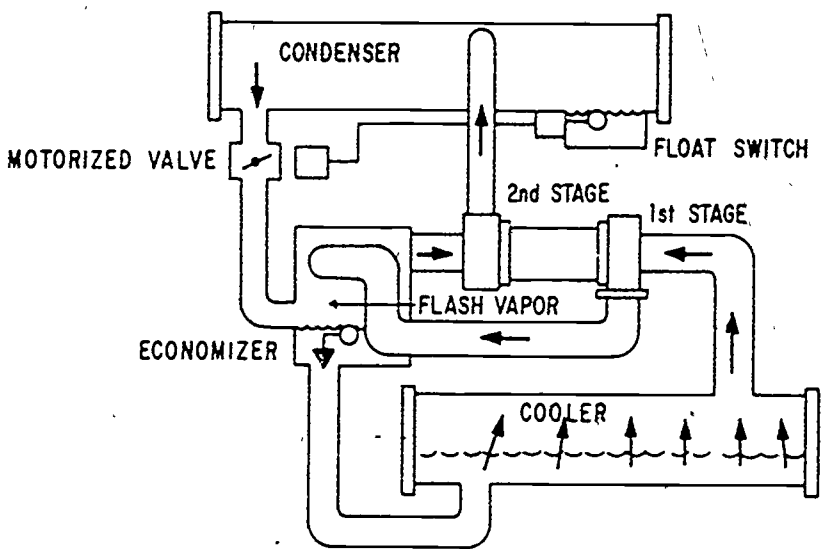 CONDENSER
MOTORIZED VALVE
FLOAT SWITCH
2nd STAGE
1st STAGE
FLASH VAPOR
ECONOMIZER
COOLER